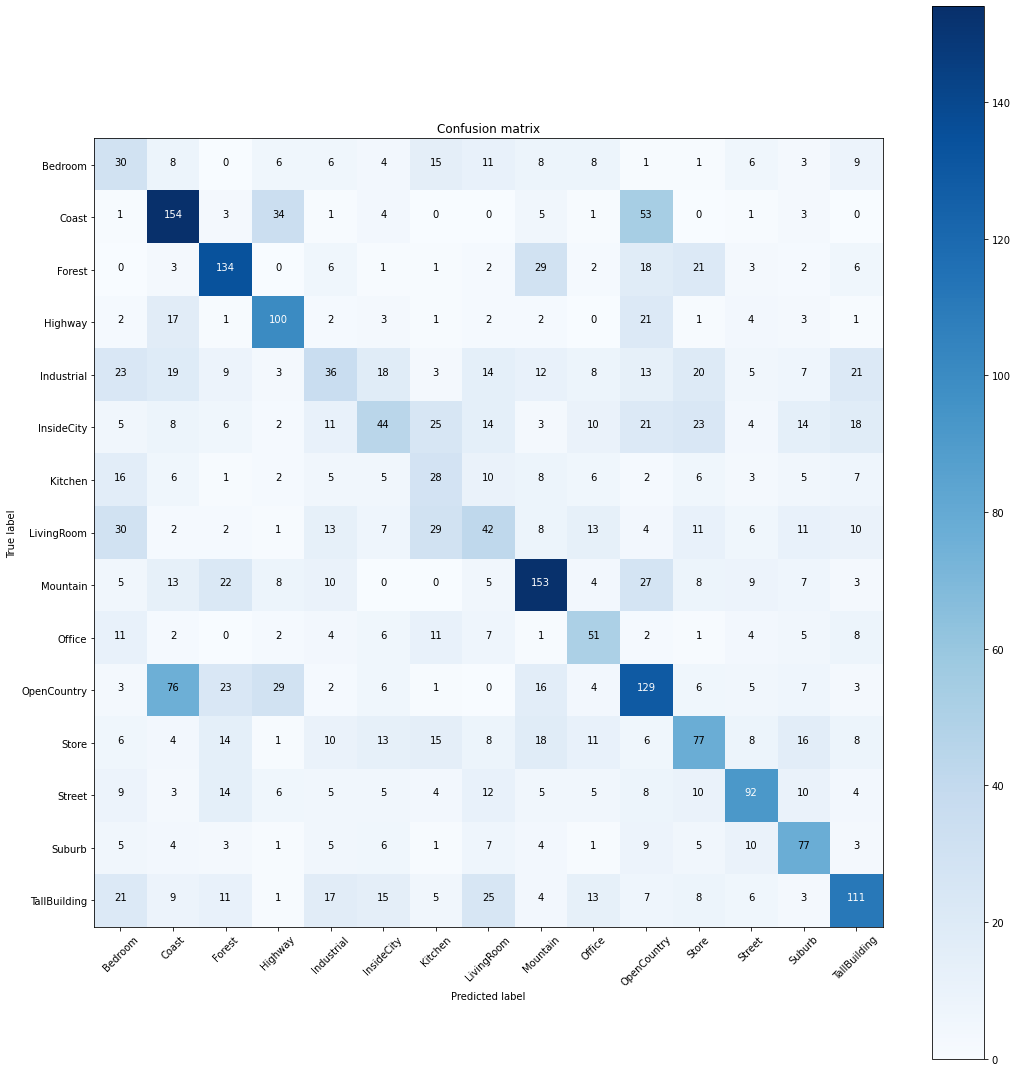 Confusion matrix
Bedroom 30 8 0 6 6 4 15 11 8 8 1 1 6 3 9
Coast 1 154 3 34 1 4 0 0 5 1 53 0 1 3 0
Forest 0 3 134 0 6 1 1 2 29 2 18 21 3 2 6
Highway 2 17 1 100 2 3 1 2 2 0 21 1 4 3 1
Industrial 23 19 9 3 36 18 3 14 12 8 13 20 5 7 21
InsideCity 5 8 6 2 11 44 25 14 3 10 21 23 4 14 18
Kitchen 16 6 1 2 5 5 28 10 8 6 2 6 3 5 7
LivingRoom 30 2 2 1 13 7 29 42 8 13 4 11 6 11 10
Mountain 5 13 22 8 10 0 0 5 153 4 27 8 9 7 3
Office 11 2 0 2 4 6 11 7 1 51 2 1 4 5 8
OpenCountry 3 76 23 29 2 6 1 0 16 4 129 6 5 7 3
Store 6 4 14 1 10 13 15 8 18 11 6 77 8 16 8
Street 9 3 14 6 5 5 4 12 5 5 8 10 92 10 4
Suburb 5 4 3 1 5 6 1 7 4 1 9 5 10 77 3
TallBuilding 21 9 11 1 17 15 5 25 4 13 7 8 6 3 111
Bedroom Coast Forest Highway Industrial InsideCity Kitchen LivingRoom Mountain Office OpenCountry Store Street Suburb TallBuilding
Predicted label
True label
140
120
100
80
60
40
20
0